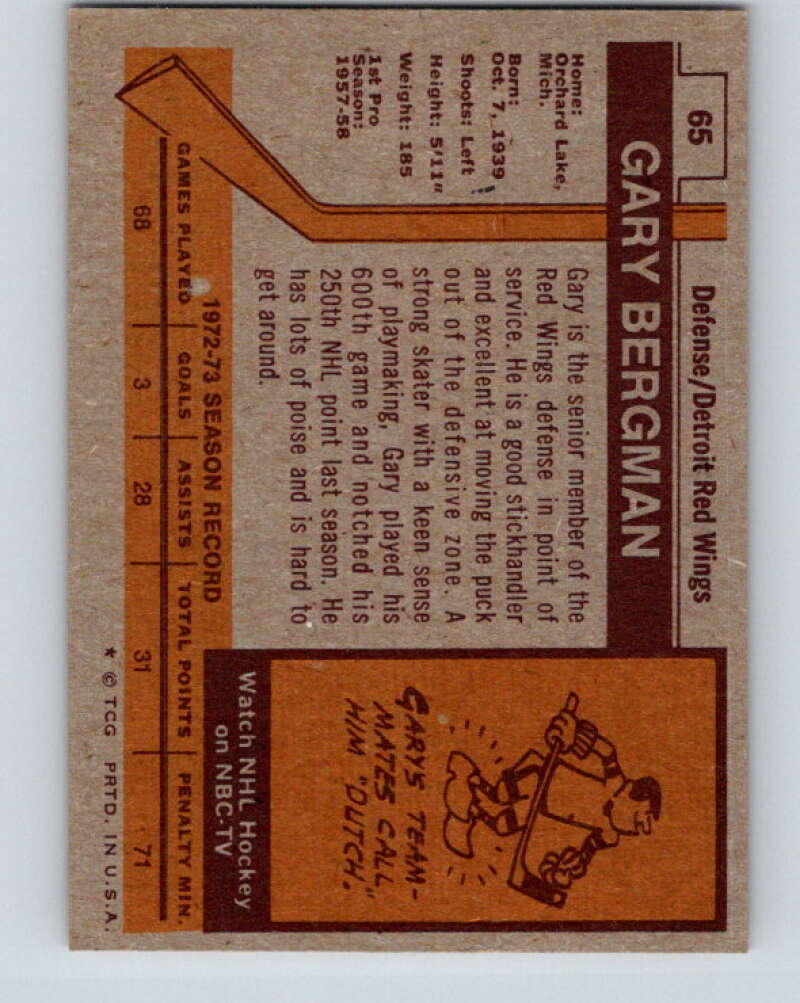 65
Defense/Detroit Red Wings
GARY BERGMAN
Home:
Orchard Lake,
Mich.
Born:
Oct. 7, 1939
Shoots: Left
Height: 5'11"
Weight: 185
1st Pro
Season:
1957-58
Gary is the senior member of the
Red Wings defense in point of
service. He is a good stickhandler
and excellent at moving the puck
out of the defensive zone. A
strong skater with a keen sense
of playmaking, Gary played his
600th game and notched his
250th NHL point last season. He
has lots of poise and is hard to
get around.
GARY'S TEAM-
MATES CALL
HIM "DUTCH."
Watch NHL Hockey
on NBC-TV
1972-73 SEASON RECORD
GAMES PLAYED GOALS ASSISTS TOTAL POINTS PENALTY MIN.
68 3 28 31 71
* © TCG PRTD. IN U.S.A.